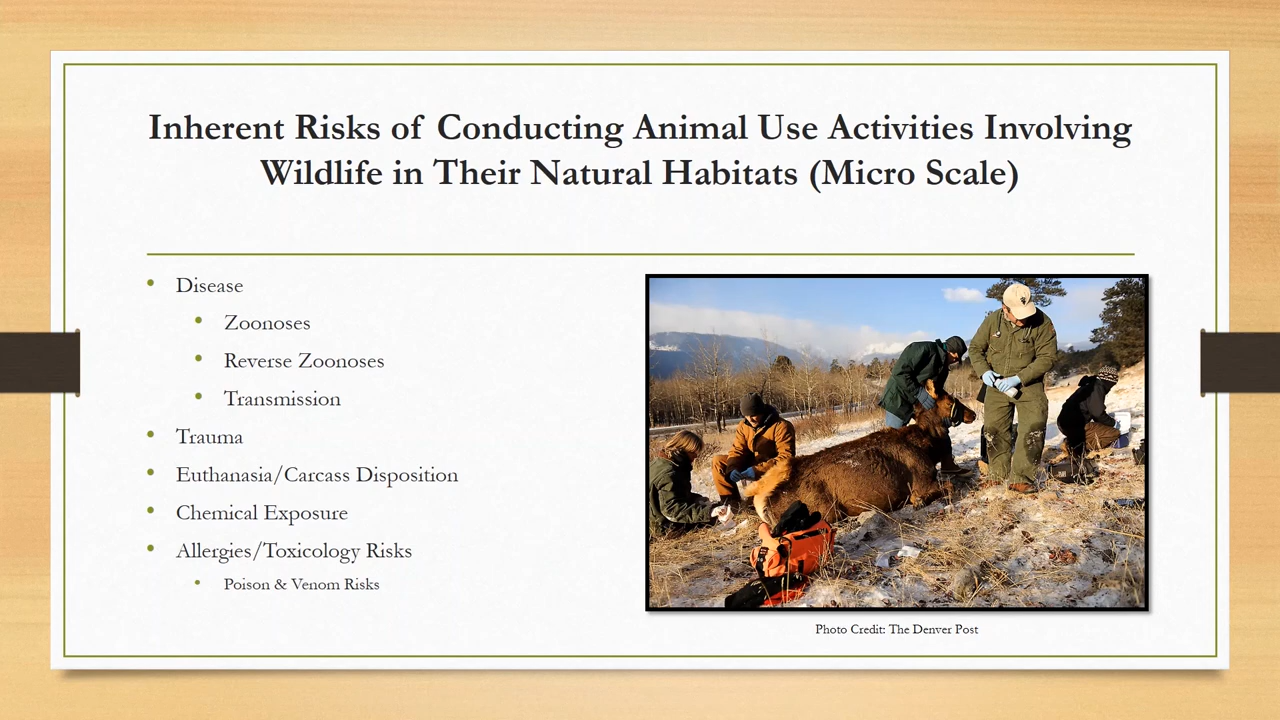 Inherent Risks of Conducting Animal Use Activities Involving
Wildlife in Their Natural Habitats (Micro Scale)
• Disease
• Zoonoses
• Reverse Zoonoses
• Transmission
• Trauma
• Euthanasia/Carcass Disposition
• Chemical Exposure
• Allergies/Toxicology Risks
• Poison & Venom Risks
Photo Credit: The Denver Post